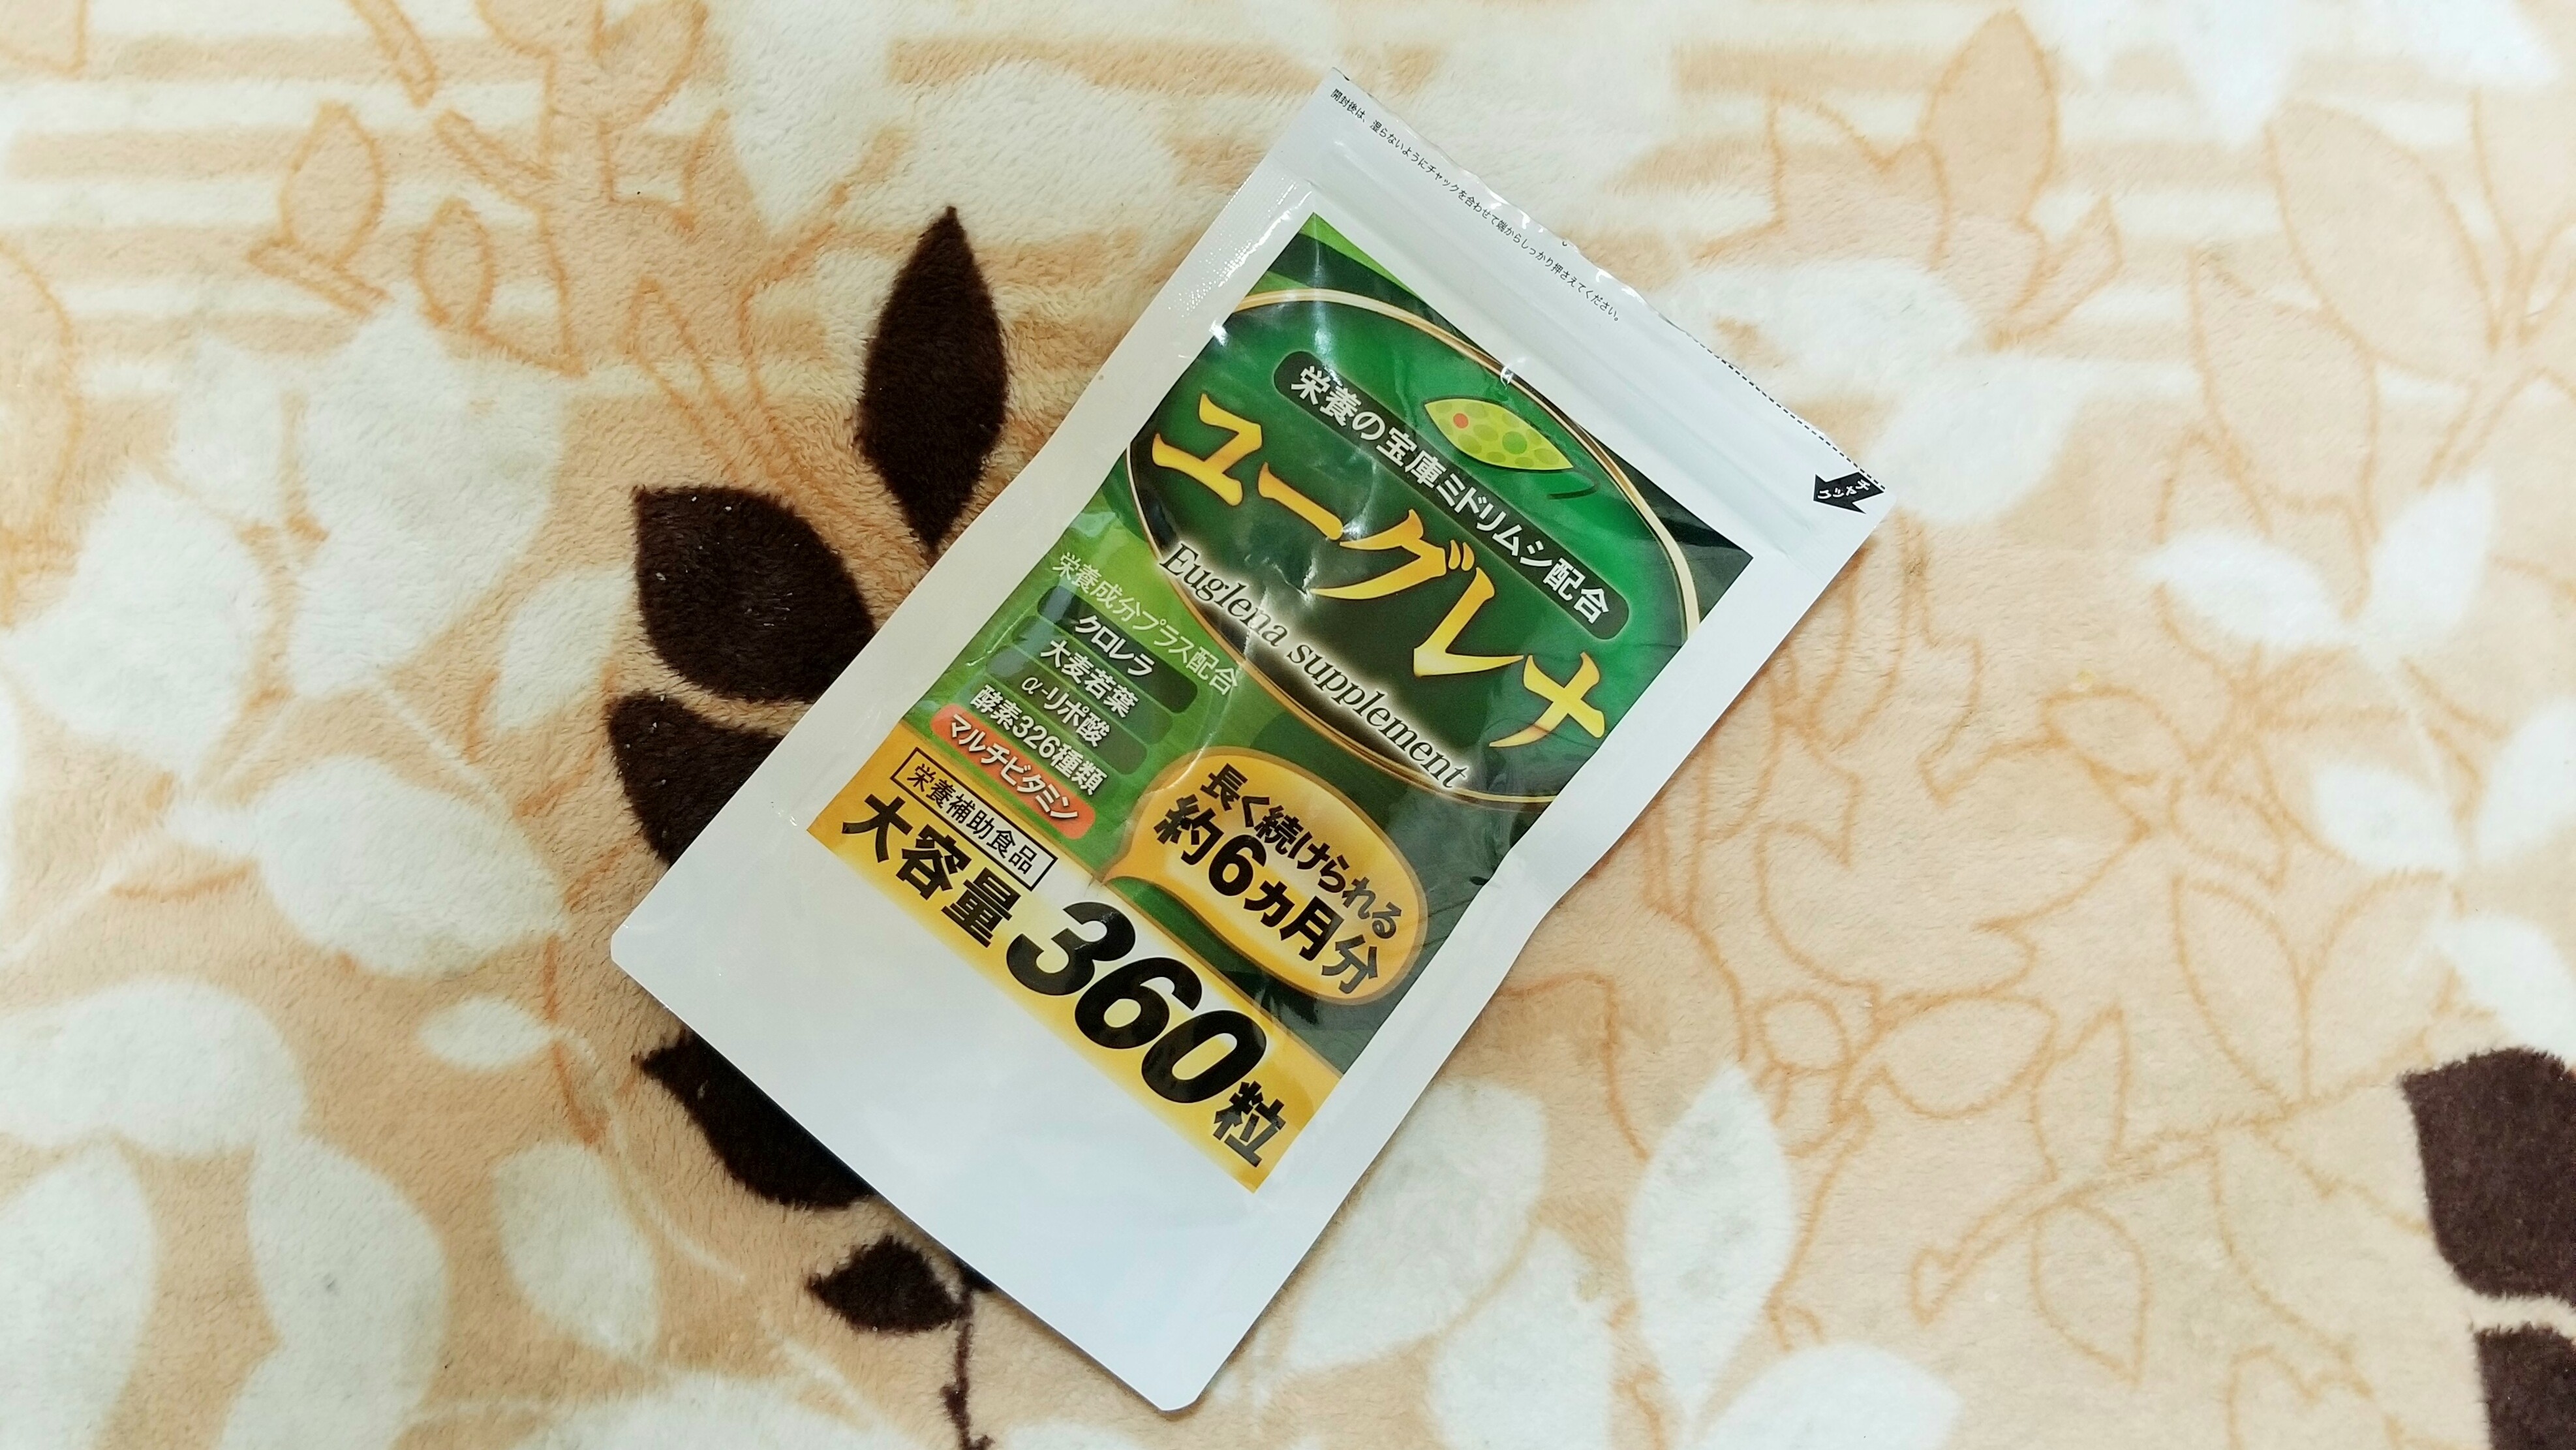 開封後は、湿らないようにチャックを合わせて端からしっかり押さえてください。
チャック
栄養の宝庫ミドリムシ配合
ユーグレナ
Euglena supplement
栄養成分プラス配合
クロレラ
大麦若葉
α-リポ酸
酵素326種類
マルチビタミン
長く続けられる
約6ヵ月分
栄養補助食品
大容量360粒